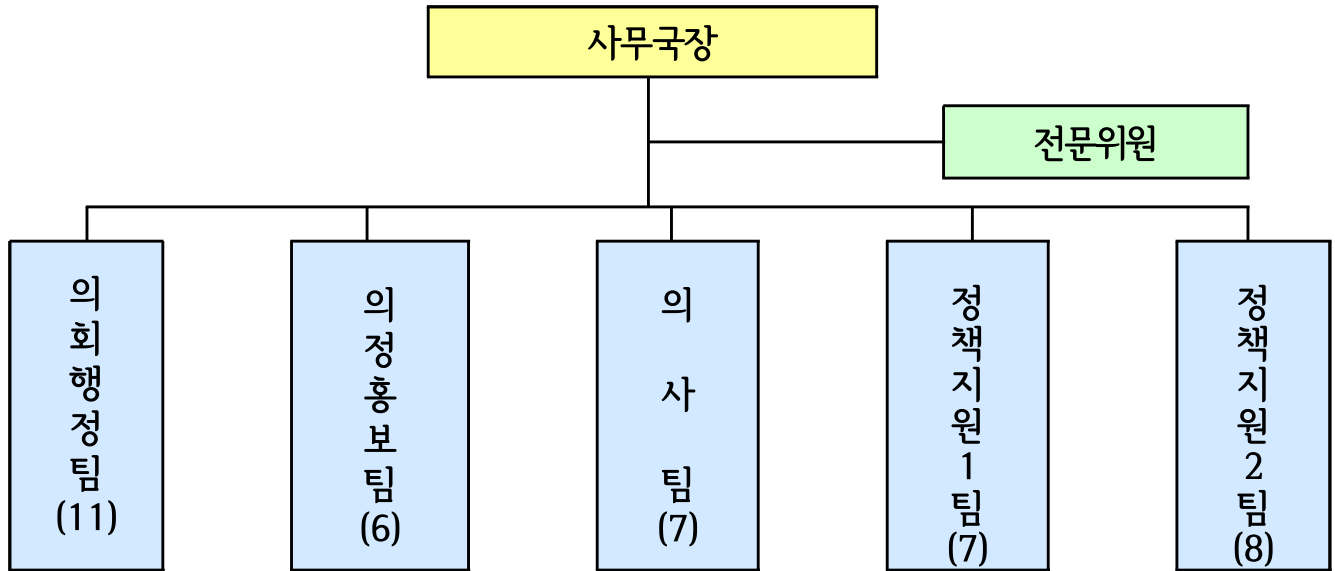 사무국장
전문위원
의회행정팀
(11)
의정홍보팀
(6)
의사팀
(7)
정책지원1팀
(7)
정책지원2팀
(8)